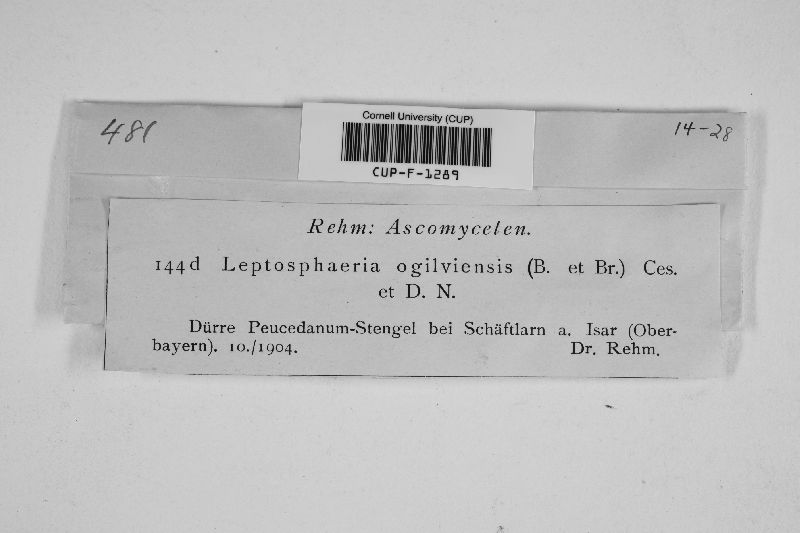 481
Cornell University (CUP)
14-28
CUP-F-1289
Rehm: Ascomyceten.
144d Leptosphaeria ogilviensis (B. et Br.) Ces.
et D. N.
Dürre Peucedanum-Stengel bei Schäftlarn a. Isar (Ober-
bayern). 10./1904. Dr. Rehm.